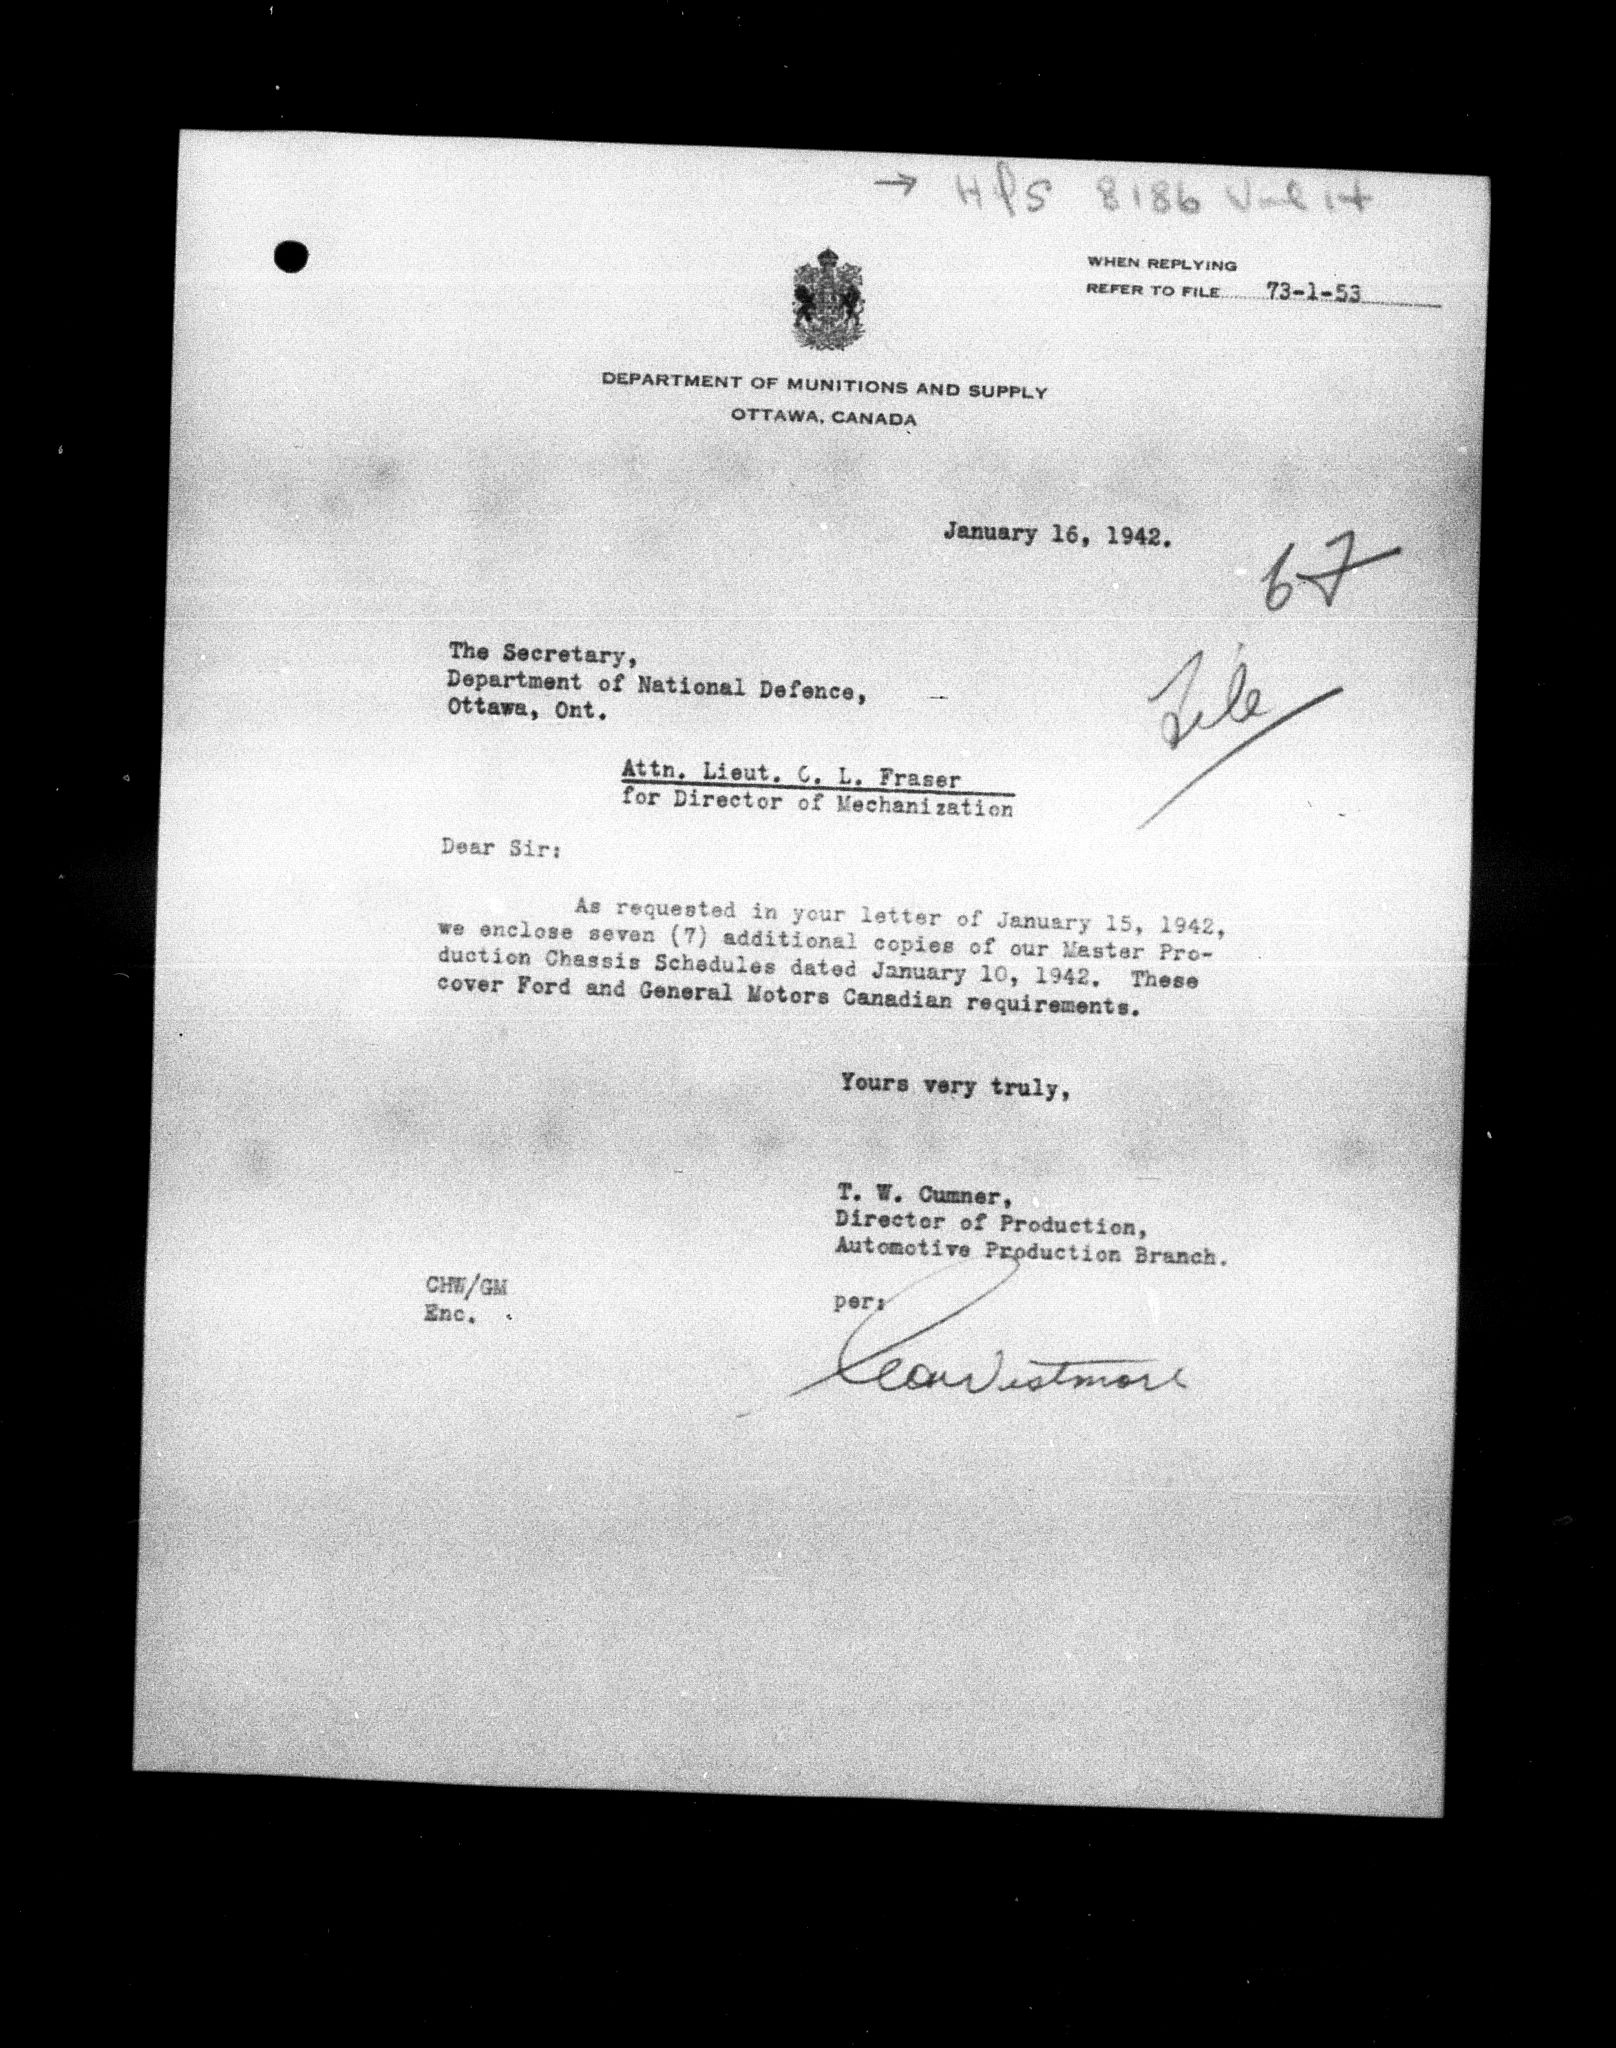 → HQS 8186 Vol 14
WHEN REPLYING
REFER TO FILE 73-1-53
DEPARTMENT OF MUNITIONS AND SUPPLY
OTTAWA, CANADA
January 16, 1942.
67
File
The Secretary,
Department of National Defence,
Ottawa, Ont.
Attn. Lieut. C. L. Fraser
for Director of Mechanization
Dear Sir:
As requested in your letter of January 15, 1942,
we enclose seven (7) additional copies of our Master Pro-
duction Chassis Schedules dated January 10, 1942. These
cover Ford and General Motors Canadian requirements.
Yours very truly,
T. W. Cumner,
Director of Production,
Automotive Production Branch.
CHW/GM
Enc.
per: